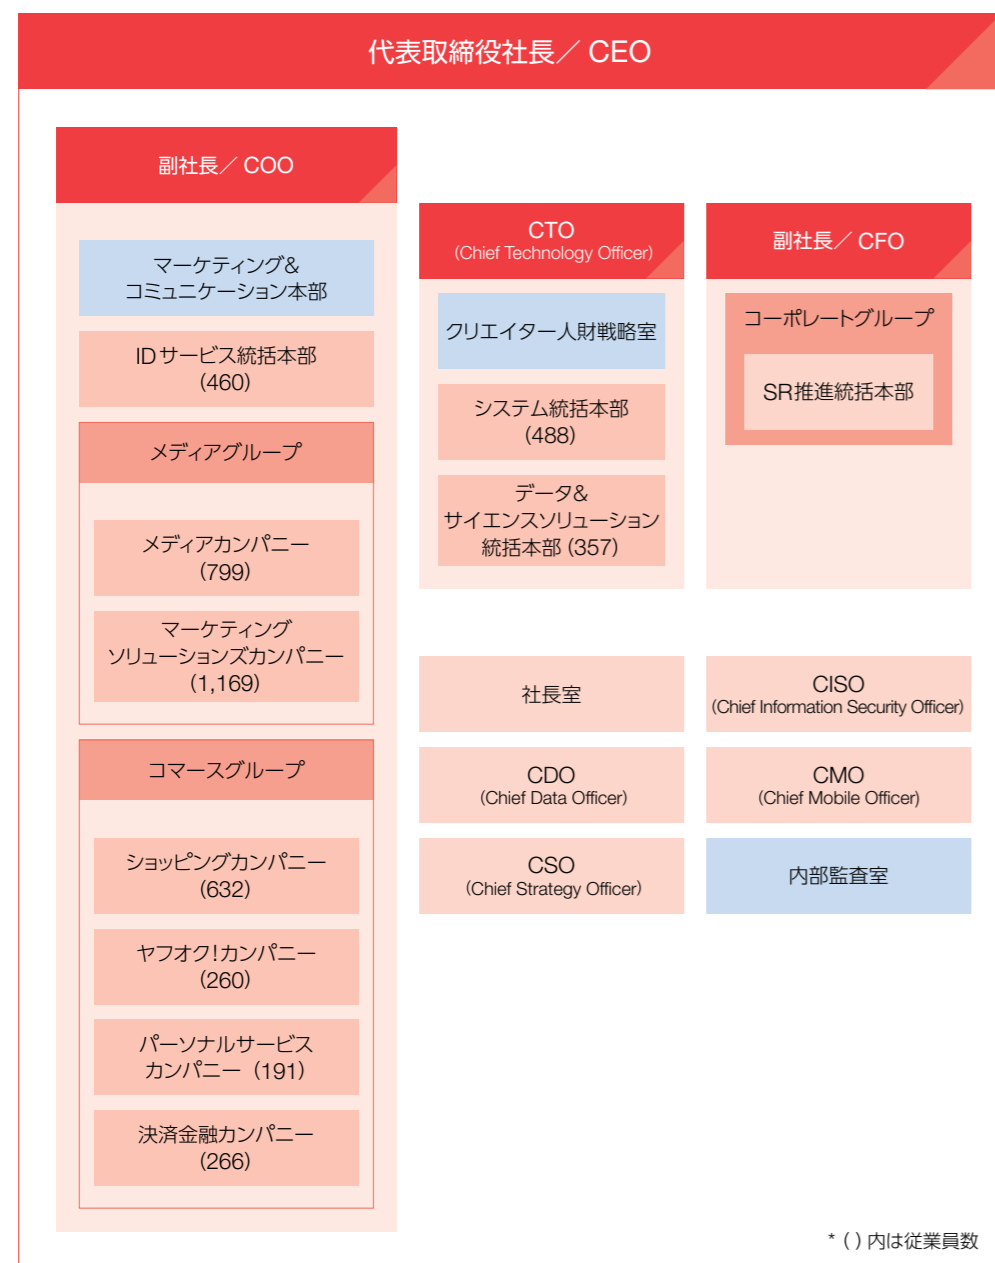 代表取締役社長／CEO
副社長／COO
マーケティング&
コミュニケーション本部
IDサービス統括本部
(460)
メディアグループ
メディアカンパニー
(799)
マーケティング
ソリューションズカンパニー
(1,169)
コマースグループ
ショッピングカンパニー
(632)
ヤフオク!カンパニー
(260)
パーソナルサービス
カンパニー (191)
決済金融カンパニー
(266)
CTO
(Chief Technology Officer)
クリエイター人財戦略室
システム統括本部
(488)
データ&
サイエンスソリューション
統括本部 (357)
副社長／CFO
コーポレートグループ
SR推進統括本部
社長室
CISO
(Chief Information Security Officer)
CDO
(Chief Data Officer)
CMO
(Chief Mobile Officer)
CSO
(Chief Strategy Officer)
内部監査室
* ( ) 内は従業員数